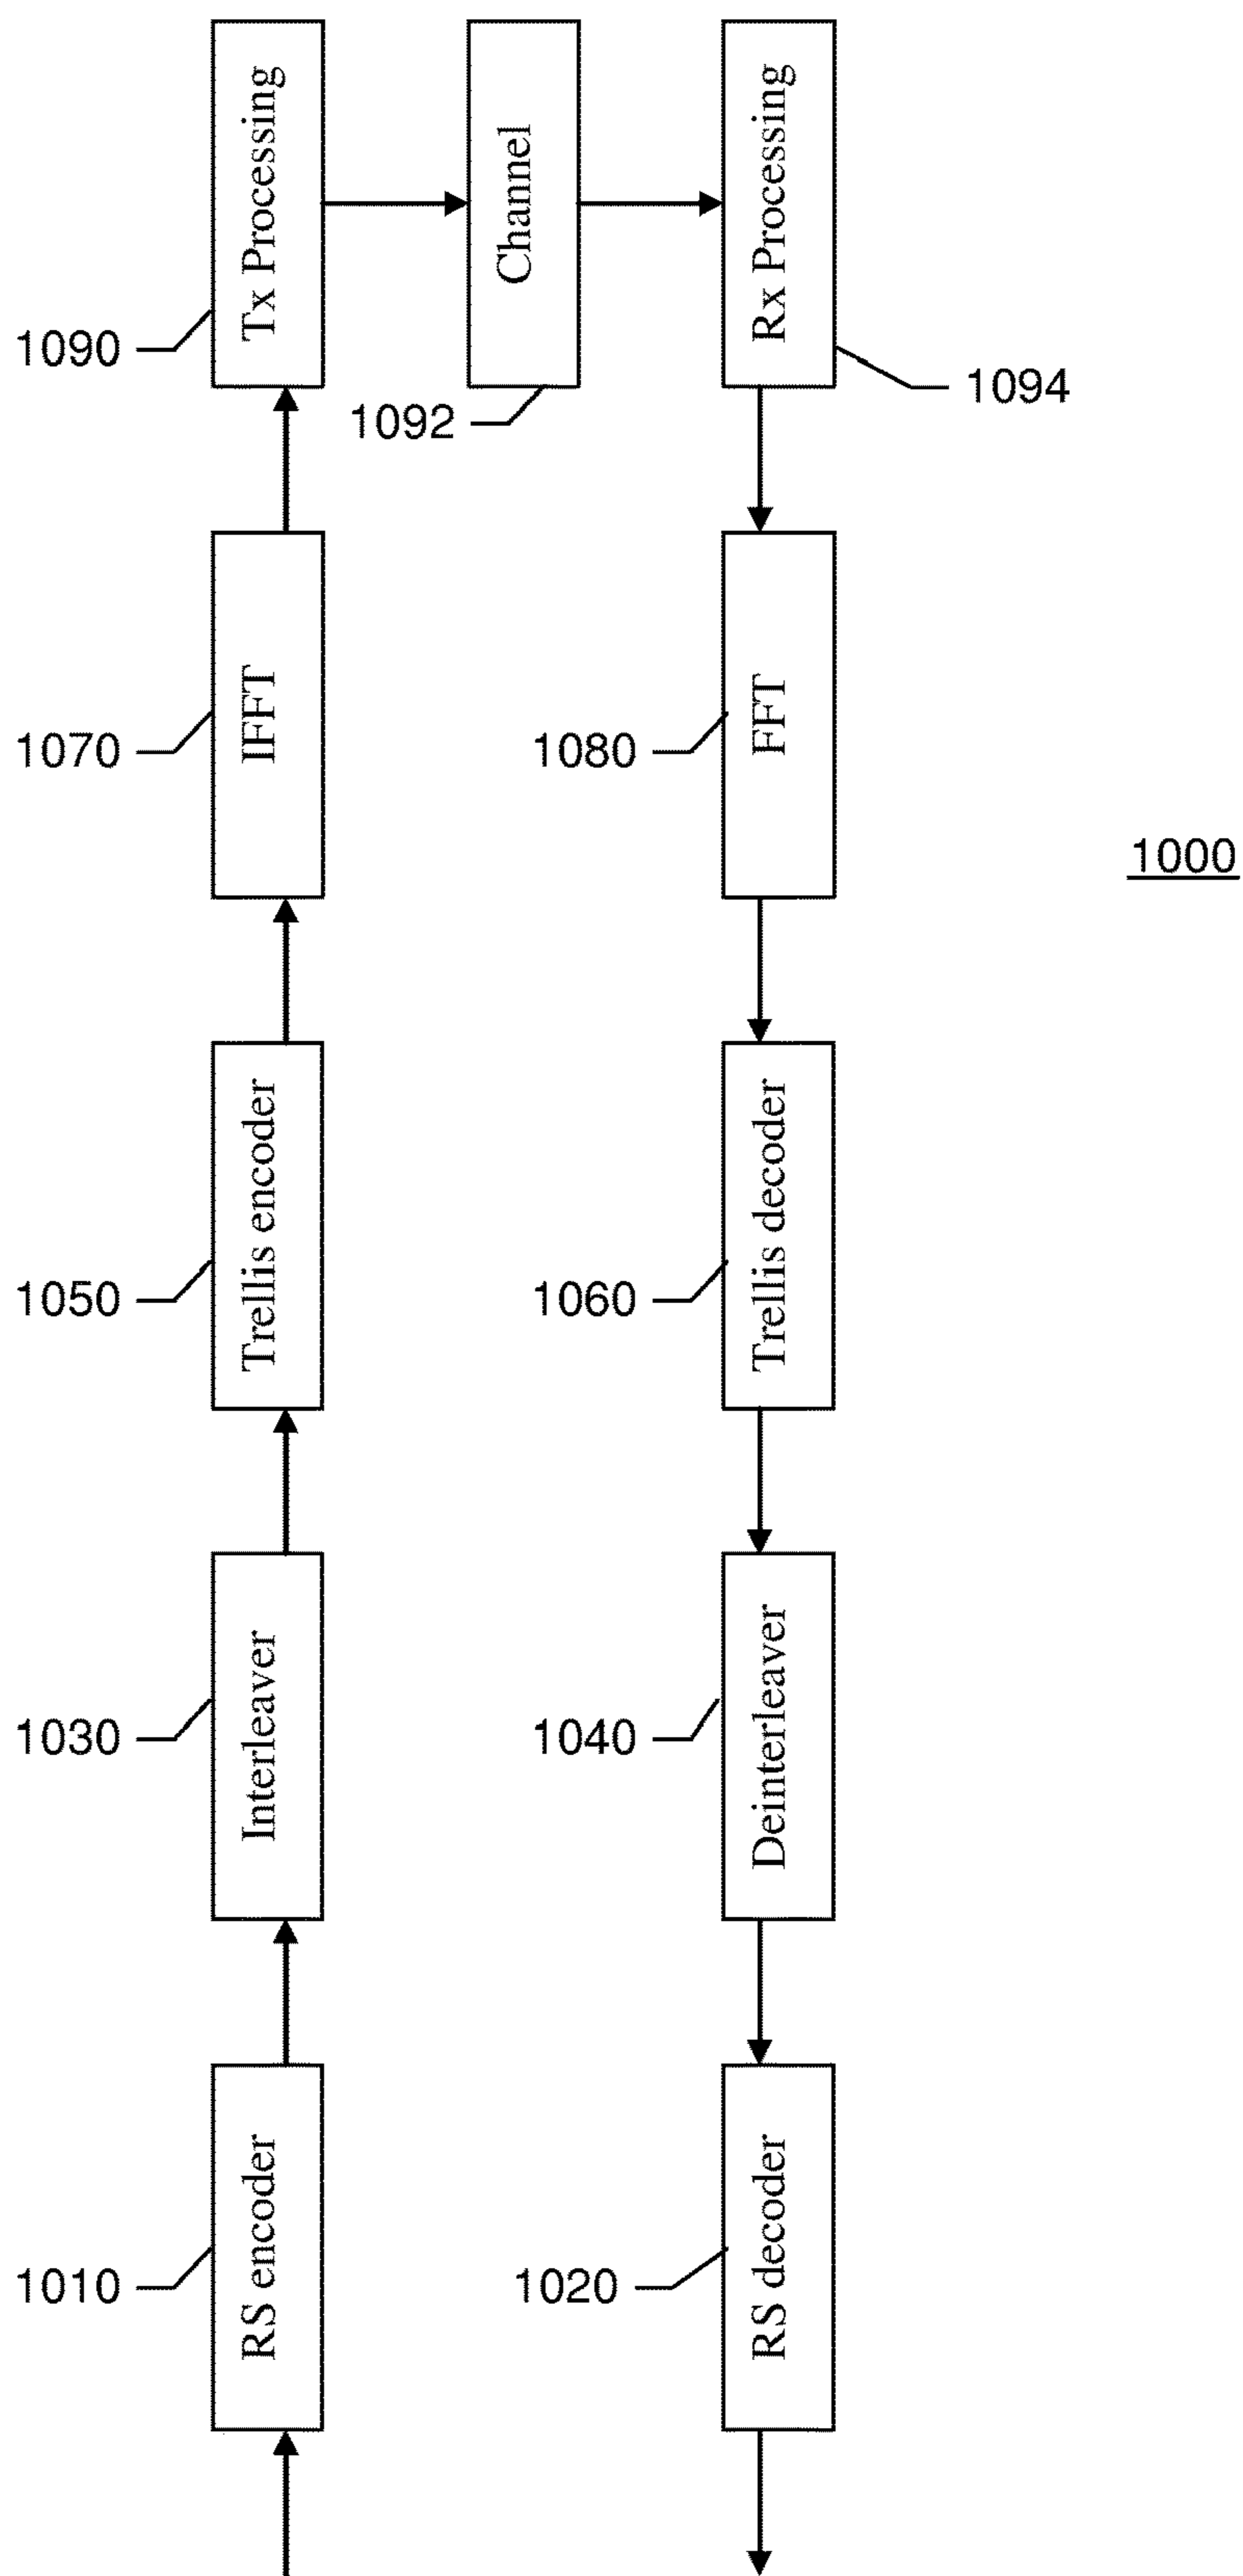 Tx Processing
1090
Channel
1092
Rx Processing
1094
IFFT
1070
FFT
1080
1000
Trellis encoder
1050
Trellis decoder
1060
Interleaver
1030
Deinterleaver
1040
RS encoder
1010
RS decoder
1020